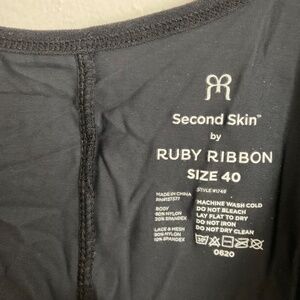 Second Skin™
by
RUBY RIBBON
SIZE 40
MADE IN CHINA
STYLE#1748
BODY
80% NYLON
20% SPANDEX
LACE & MESH
90% NYLON
10% SPANDEX
MACHINE WASH COLD
DO NOT BLEACH
LAY FLAT TO DRY
DO NOT IRON
DO NOT DRY CLEAN
0620